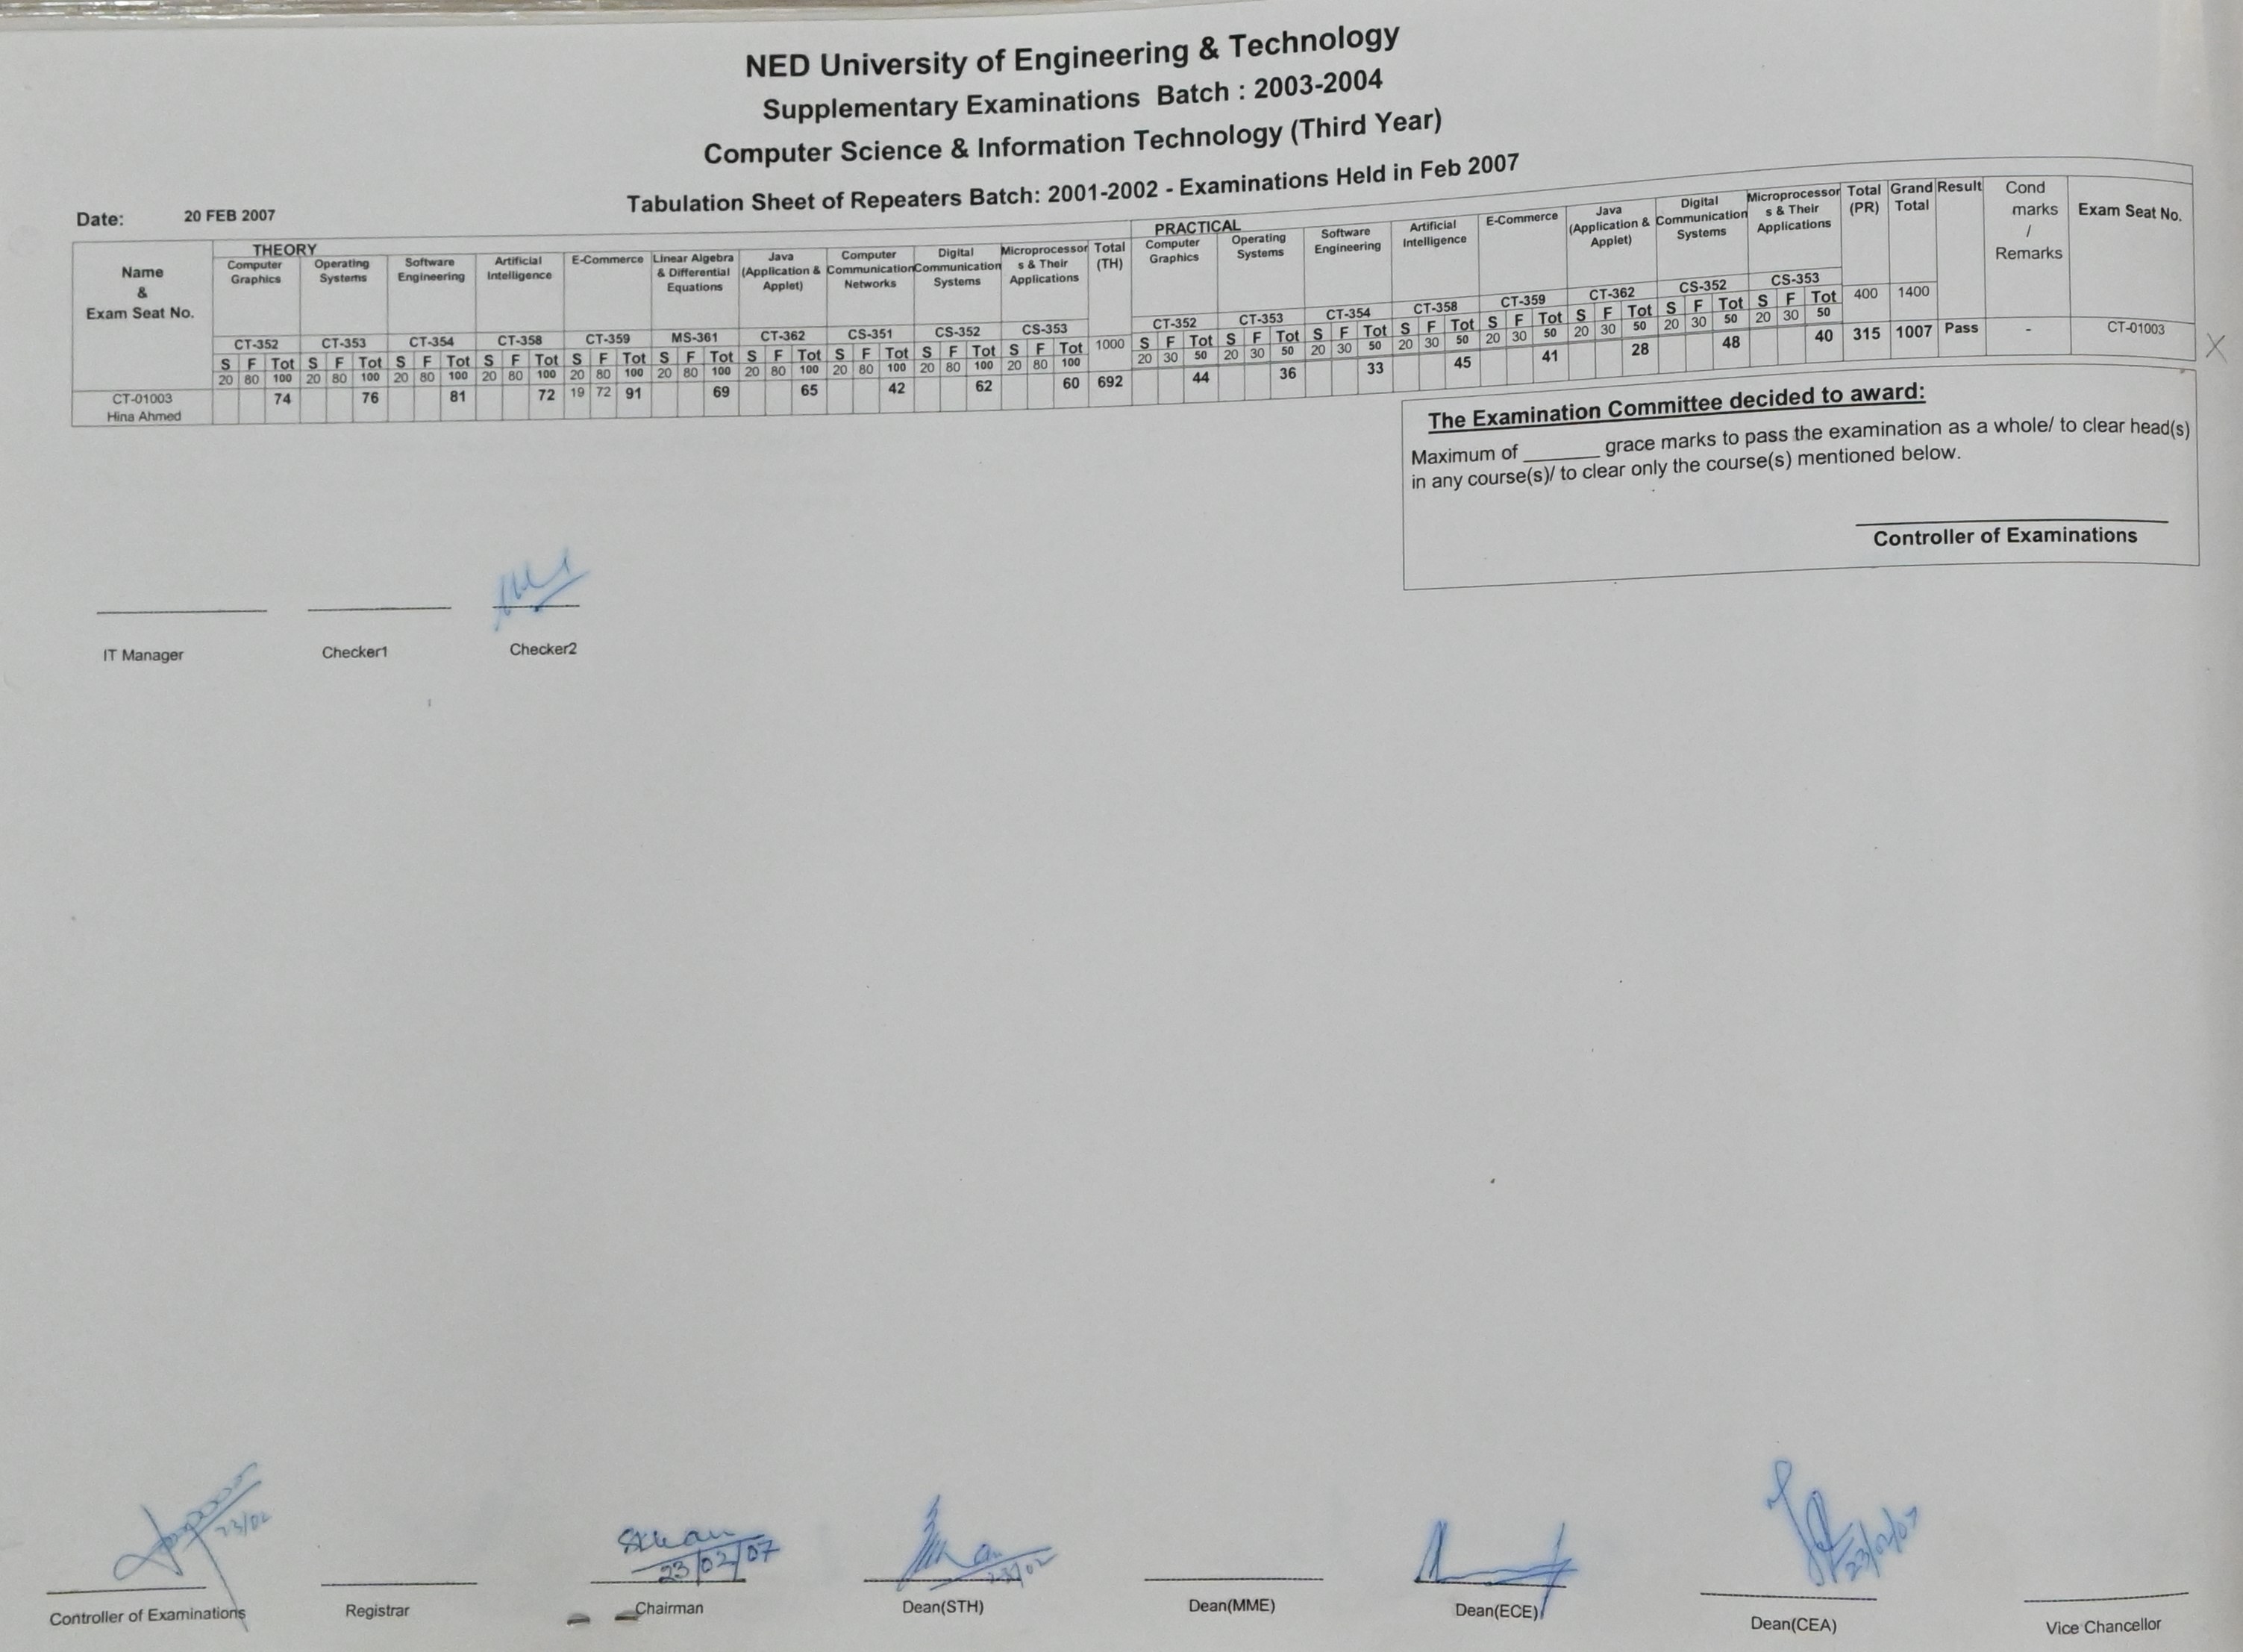 NED University of Engineering & Technology
Supplementary Examinations Batch : 2003-2004
Computer Science & Information Technology (Third Year)
Tabulation Sheet of Repeaters Batch: 2001-2002 - Examinations Held in Feb 2007
Date: 20 FEB 2007
Name & Exam Seat No.
THEORY
Computer Graphics Operating Systems Software Engineering Artificial Intelligence E-Commerce Linear Algebra & Differential Equations Java (Application & Applet) Computer Communication Networks Digital Communication Systems Microprocessors & Their Applications Total (TH)
CT-352 CT-353 CT-354 CT-358 CT-359 MS-361 CT-362 CS-351 CS-352 CS-353
S F Tot S F Tot S F Tot S F Tot S F Tot S F Tot S F Tot S F Tot S F Tot S F Tot 1000
20 80 100 20 80 100 20 80 100 20 80 100 20 80 100 20 80 100 20 80 100 20 80 100 20 80 100 20 80 100
CT-01003 74 76 81 72 19 72 91 69 65 42 62 60 692
Hina Ahmed
PRACTICAL
Computer Graphics Operating Systems Software Engineering Artificial Intelligence E-Commerce Java (Application & Applet) Digital Communication Systems Microprocessors & Their Applications Total (PR) Grand Total Result Cond marks / Remarks Exam Seat No.
CT-352 CT-353 CT-354 CT-358 CT-359 CT-362 CS-352 CS-353 400 1400
S F Tot S F Tot S F Tot S F Tot S F Tot S F Tot S F Tot S F Tot
20 30 50 20 30 50 20 30 50 20 30 50 20 30 50 20 30 50 20 30 50 20 30 50
44 36 33 45 41 28 48 40 315 1007 Pass - CT-01003
The Examination Committee decided to award:
Maximum of ______ grace marks to pass the examination as a whole/ to clear head(s)
in any course(s)/ to clear only the course(s) mentioned below.
Controller of Examinations
IT Manager Checker1 Checker2
23/02
23/02/07
23/02
23/02/07
Controller of Examinations Registrar Chairman Dean(STH) Dean(MME) Dean(ECE) Dean(CEA) Vice Chancellor